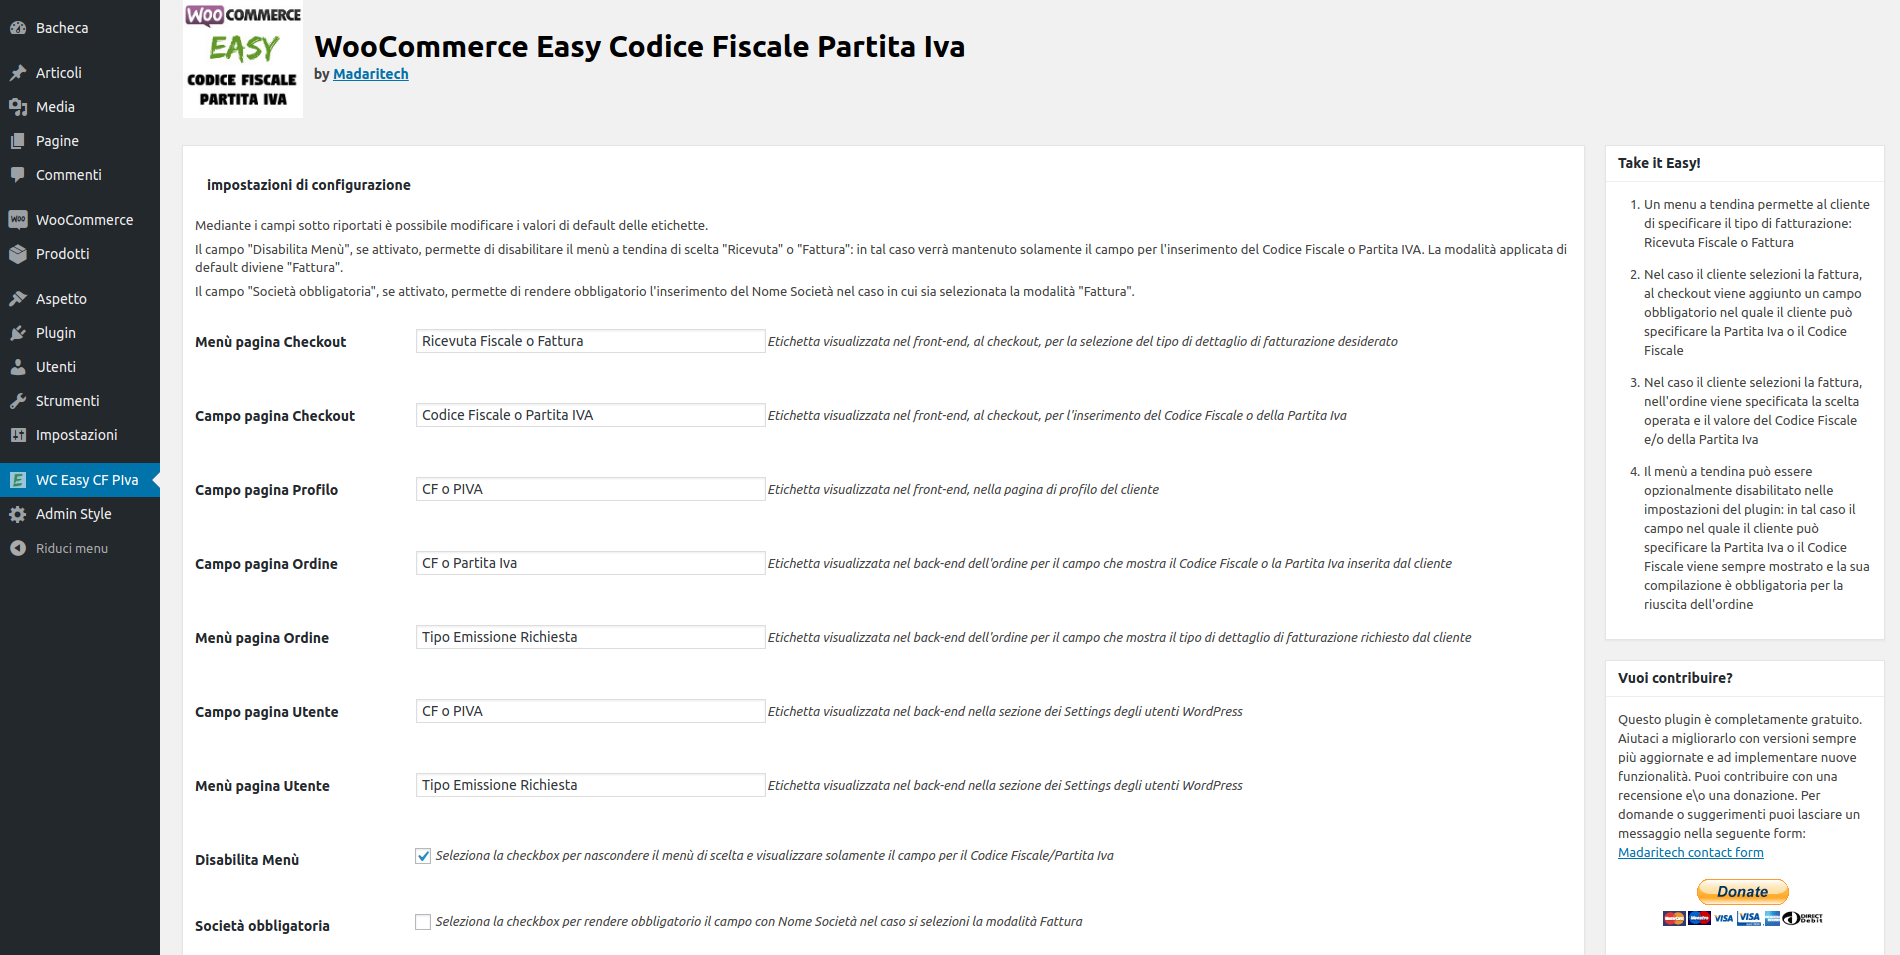 Bacheca
Articoli
Media
Pagine
Commenti
WOO WooCommerce
Prodotti
Aspetto
Plugin
Utenti
Strumenti
Impostazioni
E WC Easy CF PIva
Admin Style
Riduci menu
WOOCOMMERCE
EASY
CODICE FISCALE
PARTITA IVA
WooCommerce Easy Codice Fiscale Partita Iva
by Madaritech
impostazioni di configurazione
Mediante i campi sotto riportati è possibile modificare i valori di default delle etichette.
Il campo "Disabilita Menù", se attivato, permette di disabilitare il menù a tendina di scelta "Ricevuta" o "Fattura": in tal caso verrà mantenuto solamente il campo per l'inserimento del Codice Fiscale o Partita IVA. La modalità applicata di
default diviene "Fattura".
Il campo "Società obbligatoria", se attivato, permette di rendere obbligatorio l'inserimento del Nome Società nel caso in cui sia selezionata la modalità "Fattura".
Menù pagina Checkout Ricevuta Fiscale o Fattura Etichetta visualizzata nel front-end, al checkout, per la selezione del tipo di dettaglio di fatturazione desiderato
Campo pagina Checkout Codice Fiscale o Partita IVA Etichetta visualizzata nel front-end, al checkout, per l'inserimento del Codice Fiscale o della Partita Iva
Campo pagina Profilo CF o PIVA Etichetta visualizzata nel front-end, nella pagina di profilo del cliente
Campo pagina Ordine CF o Partita Iva Etichetta visualizzata nel back-end dell'ordine per il campo che mostra il Codice Fiscale o la Partita Iva inserita dal cliente
Menù pagina Ordine Tipo Emissione Richiesta Etichetta visualizzata nel back-end dell'ordine per il campo che mostra il tipo di dettaglio di fatturazione richiesto dal cliente
Campo pagina Utente CF o PIVA Etichetta visualizzata nel back-end nella sezione dei Settings degli utenti WordPress
Menù pagina Utente Tipo Emissione Richiesta Etichetta visualizzata nel back-end nella sezione dei Settings degli utenti WordPress
Disabilita Menù Seleziona la checkbox per nascondere il menù di scelta e visualizzare solamente il campo per il Codice Fiscale/Partita Iva
Società obbligatoria Seleziona la checkbox per rendere obbligatorio il campo con Nome Società nel caso si selezioni la modalità Fattura
Take it Easy!
1. Un menu a tendina permette al cliente
di specificare il tipo di fatturazione:
Ricevuta Fiscale o Fattura
2. Nel caso il cliente selezioni la fattura,
al checkout viene aggiunto un campo
obbligatorio nel quale il cliente può
specificare la Partita Iva o il Codice
Fiscale
3. Nel caso il cliente selezioni la fattura,
nell'ordine viene specificata la scelta
operata e il valore del Codice Fiscale
e/o della Partita Iva
4. Il menù a tendina può essere
opzionalmente disabilitato nelle
impostazioni del plugin: in tal caso il
campo nel quale il cliente può
specificare la Partita Iva o il Codice
Fiscale viene sempre mostrato e la sua
compilazione è obbligatoria per la
riuscita dell'ordine
Vuoi contribuire?
Questo plugin è completamente gratuito.
Aiutaci a migliorarlo con versioni sempre
più aggiornate e ad implementare nuove
funzionalità. Puoi contribuire con una
recensione e\o una donazione. Per
domande o suggerimenti puoi lasciare un
messaggio nella seguente form:
Madaritech contact form
Donate
MasterCard Maestro VISA VISA DIRECT Debit